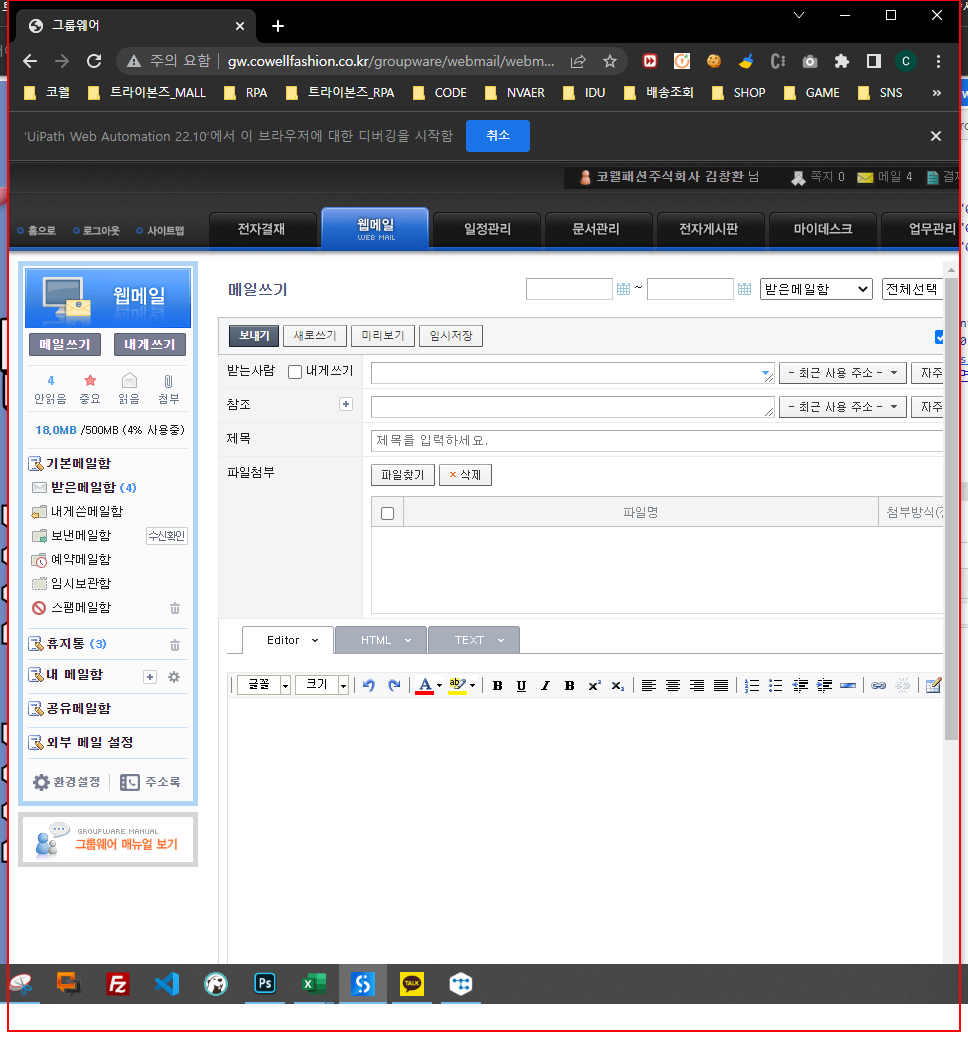 그룹웨어
주의 요함 | gw.cowellfashion.co.kr/groupware/webmail/webm...
C
코웰 트라이본즈_MALL RPA 트라이본즈_RPA CODE NVAER IDU 배송조회 SHOP GAME SNS »
'UiPath Web Automation 22.10'에서 이 브라우저에 대한 디버깅을 시작함 취소
코웰패션주식회사 김창환 님 쪽지 0 메일 4 결재
홈으로 로그아웃 사이트맵 전자결재 웹메일 일정관리 문서관리 전자게시판 마이데스크 업무관리
WEB MAIL
웹메일
메일쓰기 내게쓰기
4
안읽음 중요 읽음 첨부
18.0MB /500MB (4% 사용중)
기본메일함
받은메일함 (4)
내게쓴메일함
보낸메일함 수신확인
예약메일함
임시보관함
스팸메일함
휴지통 (3)
내 메일함
공유메일함
외부 메일 설정
환경설정 주소록
GROUPWARE MANUAL
그룹웨어 매뉴얼 보기
메일쓰기 ~ 받은메일함 전체선택
보내기 새로쓰기 미리보기 임시저장
받는사람 내게쓰기 - 최근 사용 주소 - 자주
참조 - 최근 사용 주소 - 자주
제목 제목을 입력하세요.
파일첨부 파일찾기 × 삭제
파일명 첨부방식
Editor HTML TEXT
글꼴 크기 A ab B U I B x² x₂
Fz Ps TALK